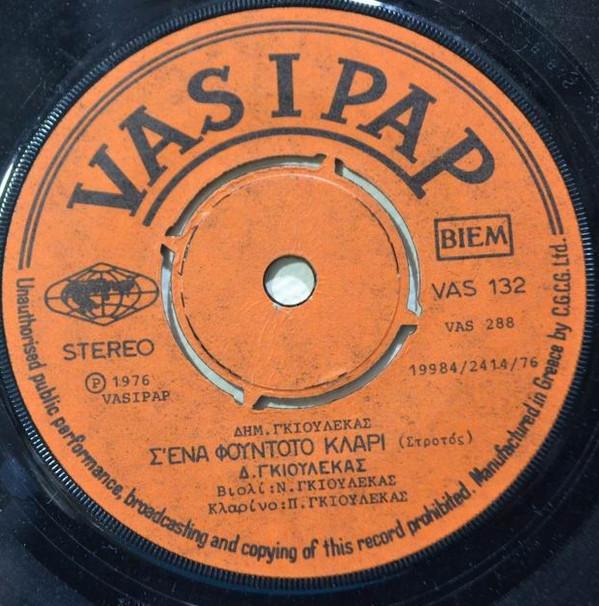 VASIPAP
BIEM
VAS 132
VAS 288
19984/2414/76
STEREO
Ⓟ 1976
VASIPAP
ΔΗΜ. ΓΚΙΟΥΛΕΚΑΣ
Σ'ΕΝΑ ΦΟΥΝΤΟΤΟ ΚΛΑΡΙ (Στροτός)
Δ. ΓΚΙΟΥΛΕΚΑΣ
Βιολί: Ν. ΓΚΙΟΥΛΕΚΑΣ
Κλαρίνο: Π. ΓΚΙΟΥΛΕΚΑΣ
Unauthorised public performance, broadcasting and copying of this record prohibited. Manufactured in Greece by C.G.C.G. Ltd.